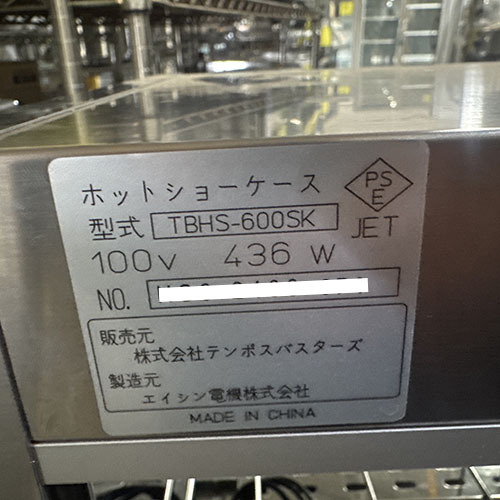 ホットショーケース
PS
E
型式 TBHS-600SK
JET
100V 436 W
NO.
販売元
株式会社テンポスバスターズ
製造元
エイシン電機株式会社
MADE IN CHINA